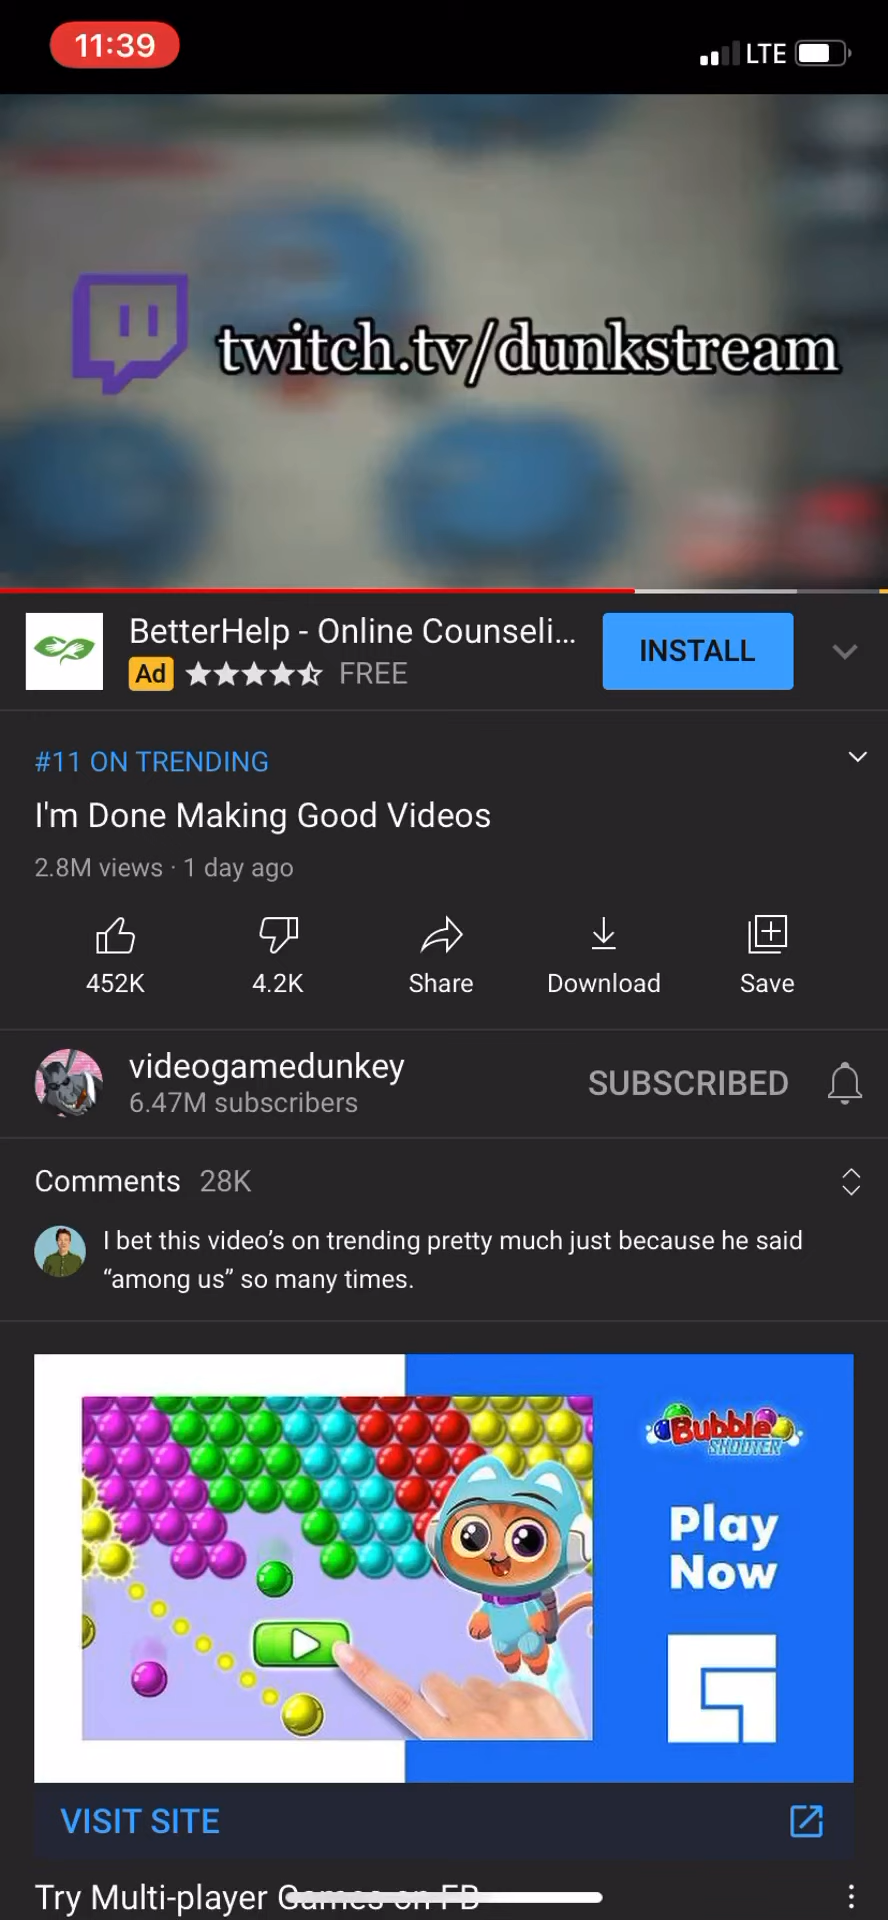 11:39
LTE
twitch.tv/dunkstream
BetterHelp - Online Counseli...
Ad
FREE
INSTALL
#11 ON TRENDING
I'm Done Making Good Videos
2.8M views · 1 day ago
452K
4.2K
Share
Download
Save
videogamedunkey
6.47M subscribers
SUBSCRIBED
Comments 28K
I bet this video’s on trending pretty much just because he said
“among us” so many times.
Bubble
SHOOTER
Play
Now
VISIT SITE
Try Multi-player Games on FB